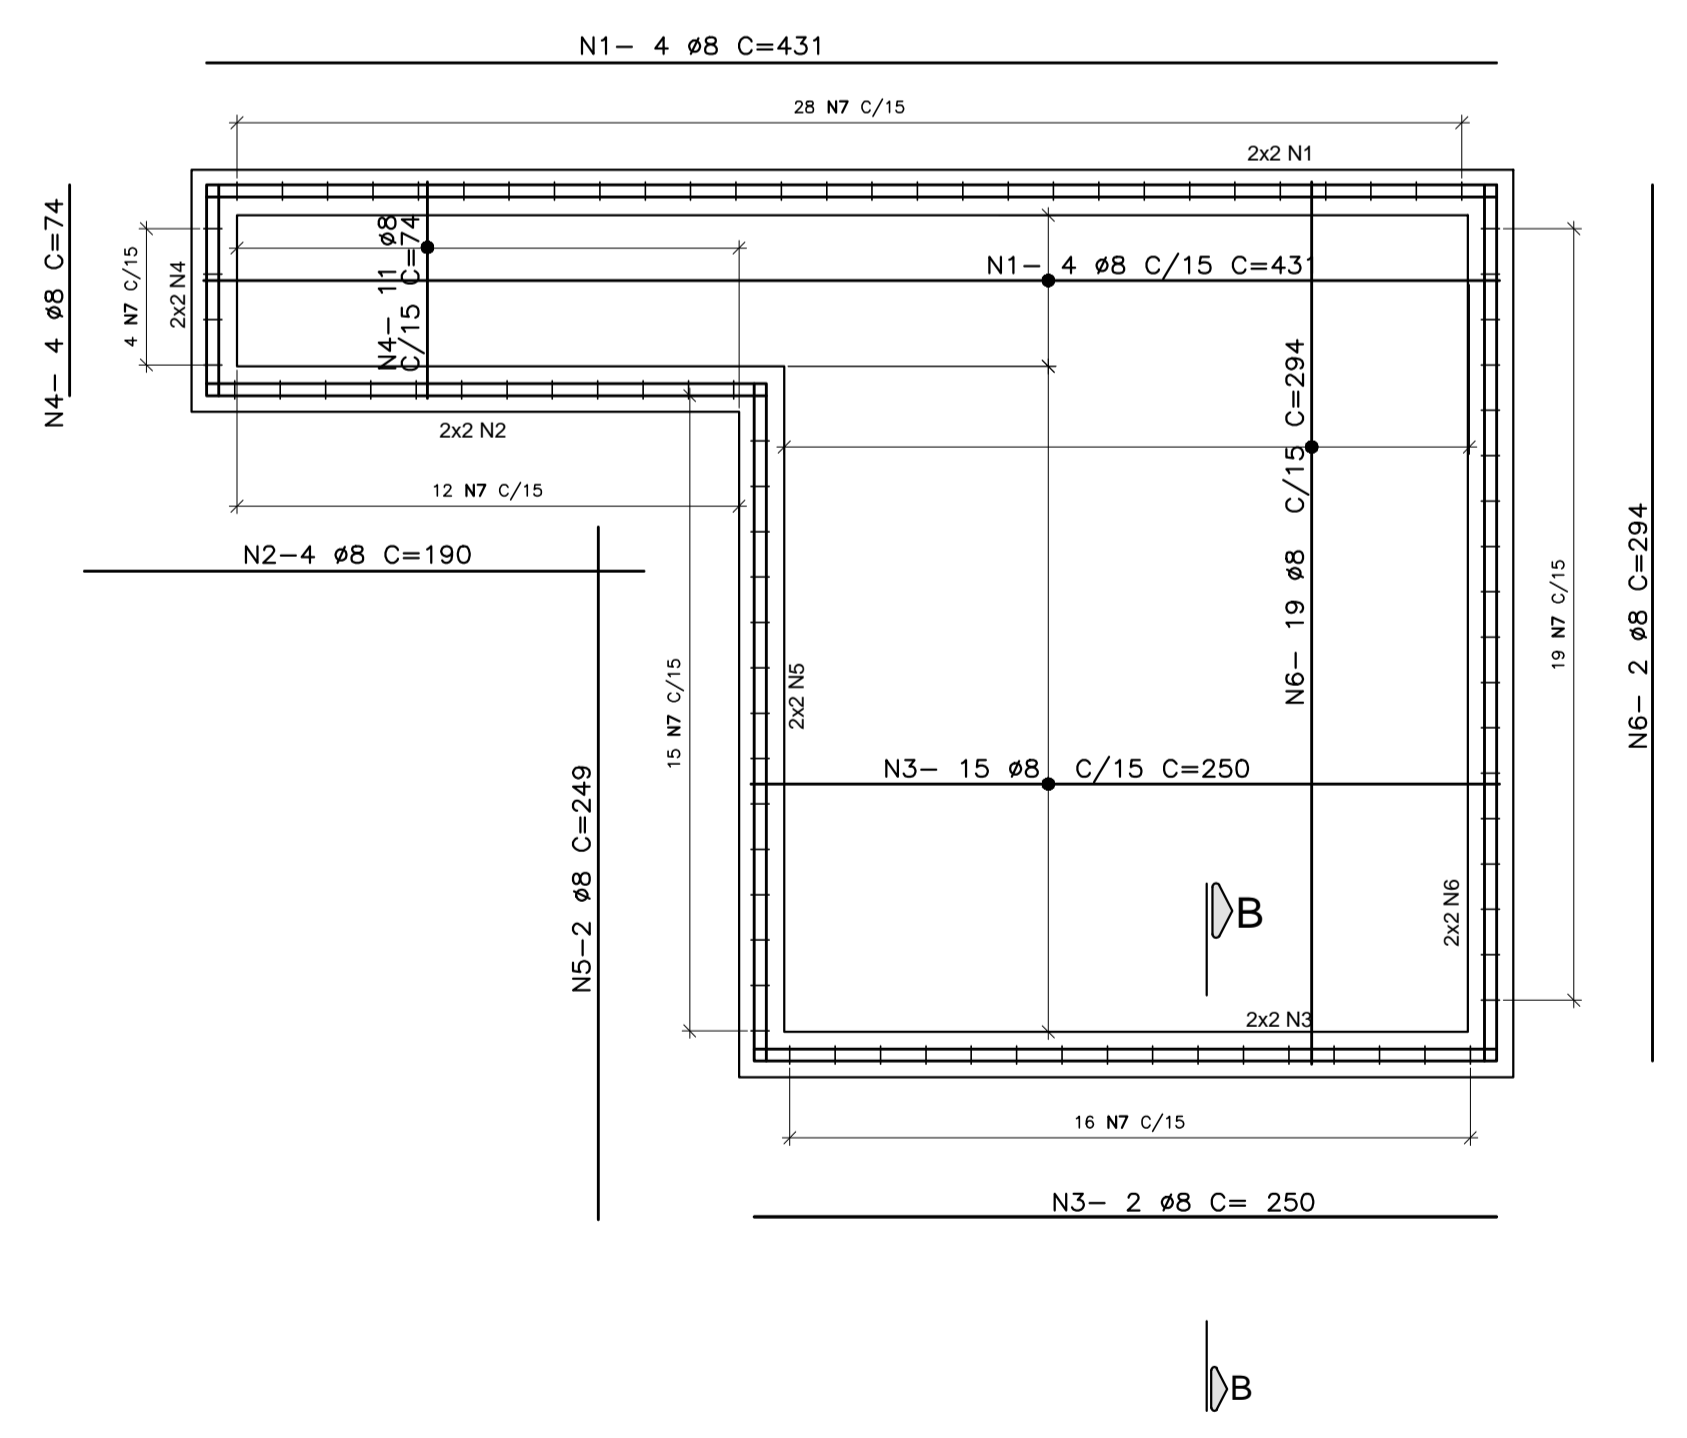 N1- 4 ø8 C=431
28 N7 C/15
2x2 N1
N4- 4 ø8 C=74
4 N7 C/15
2x2 N4
N4- 11 ø8
C/15 C=74
N1- 4 ø8 C/15 C=431
2x2 N2
12 N7 C/15
N2-4 ø8 C=190
N6- 19 ø8 C/15 C=294
19 N7 C/15
N6- 2 ø8 C=294
15 N7 C/15
2x2 N5
N5-2 ø8 C=249
N3- 15 ø8 C/15 C=250
B
2x2 N6
2x2 N3
16 N7 C/15
N3- 2 ø8 C= 250
B